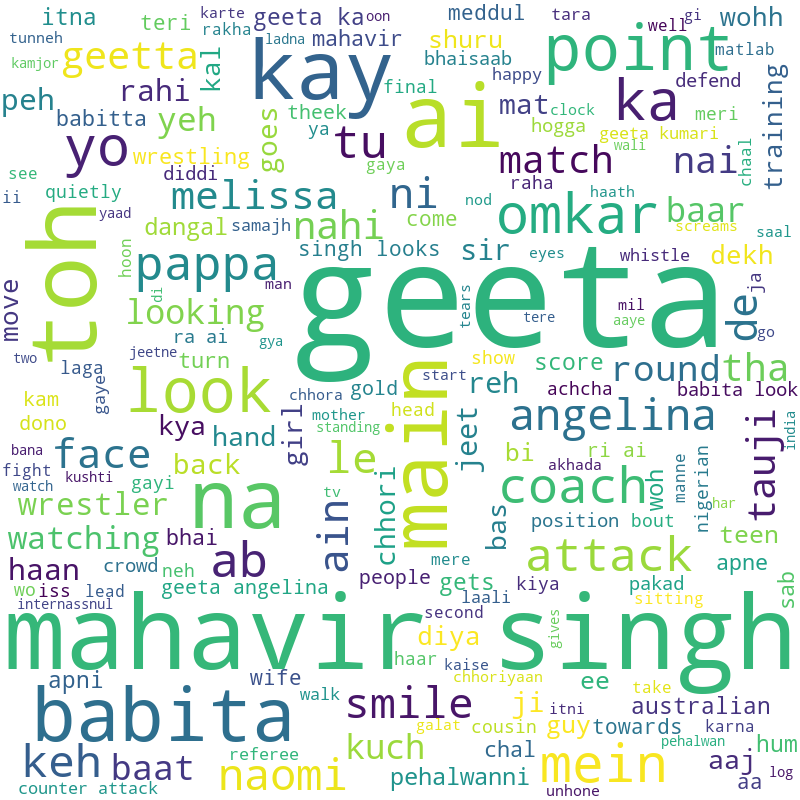 itna teri karte rakha geeta ka oon meddul tara well gi wohh
tunneh geetta ladna mahavir shuru point matlab
kamjor kal kay bhaisaab
peh rahi final happy ai mat ka defend
babitta yeh goes theek clock meri training
yo wrestling ya tu hogga geeta kumari chaal
see diddi gaya match wali nai
ii quietly melissa ni raha nod haath saal
yaad dangal samajh nahi come omkar baar screams
toh hoon pappa singh looks sir eyes whistle dekh
di man geeta tears tere mil de ja
move looking aaye go
two ra ai gya round tha
laga jeetne turn show score
gaye look chhora gold start reh achcha babita look
kam mother head angelina
dono kya hand girl standing jeet tauji india
bana face le main bi ri ai
fight kushti back akhada coach woh manne nigerian har
watch gayi na tv chhori
wrestler ain bas position bout teen
watching bhai ab mere attack
haan crowd neh people gets apne
wo iss geeta angelina kiya pakad sab
internassnul lead laali sitting
mahavir singh second gives
diya
haar kaise ee
apni wife chhoriyaan take
babita walk smile itni ji australian
galat cousin guy towards karna
keh baat referee kuch chal pehalwan hum
naomi mein aaj
counter attack pehalwanni unhone aa log